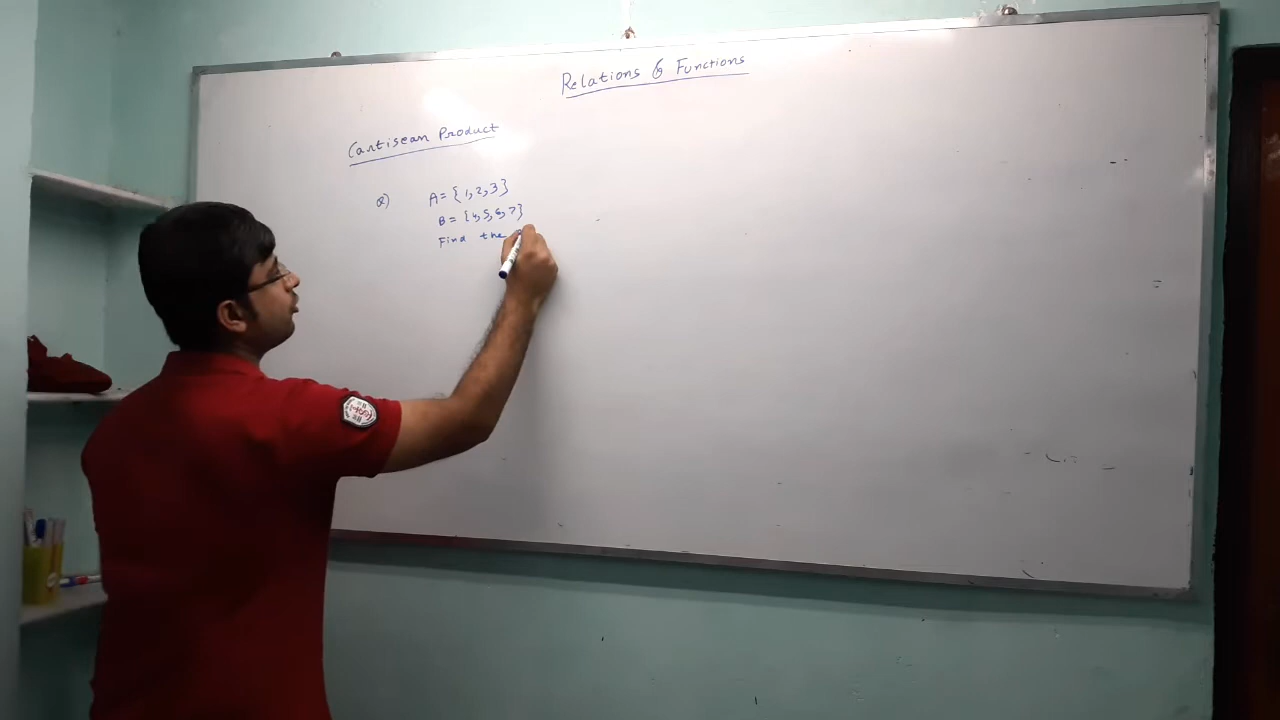 Relations & Functions
Cartisean Product
Q) A = {1,2,3}
B = {4,5,6,7}
Find the